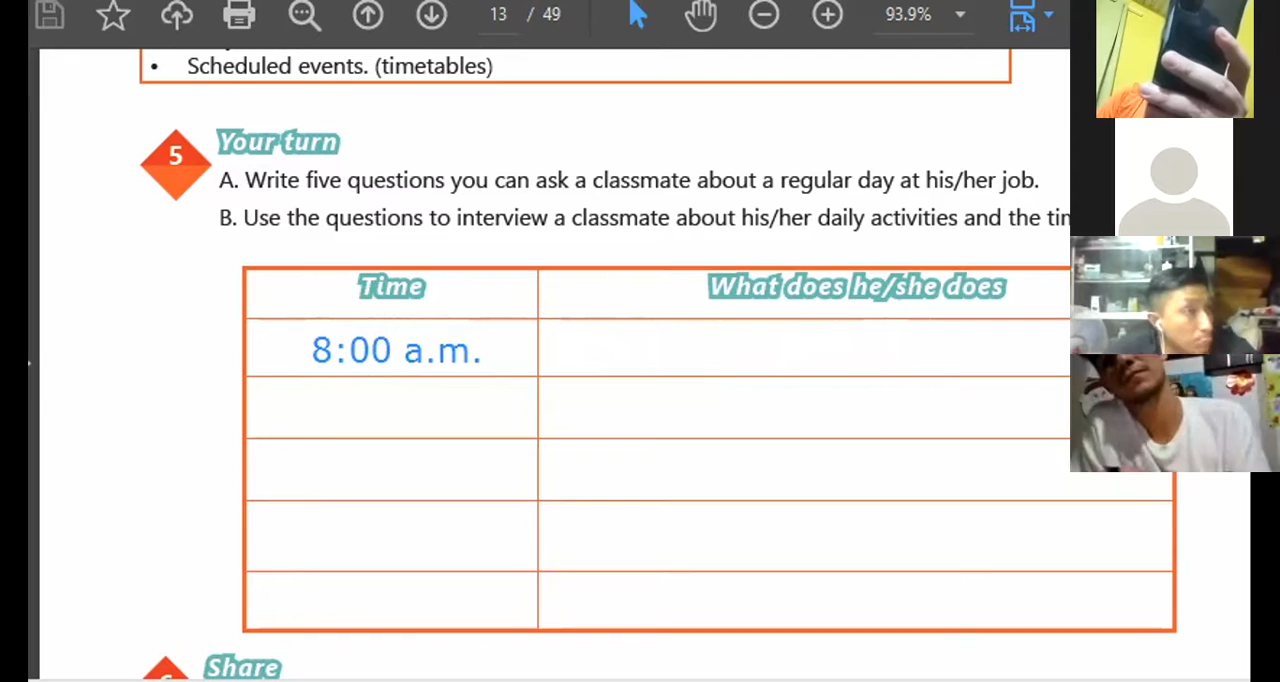 13 / 49
93.9%
• Scheduled events. (timetables)
5
Your turn
A. Write five questions you can ask a classmate about a regular day at his/her job.
B. Use the questions to interview a classmate about his/her daily activities and the
Time
What does he/she does
8:00 a.m.
Share